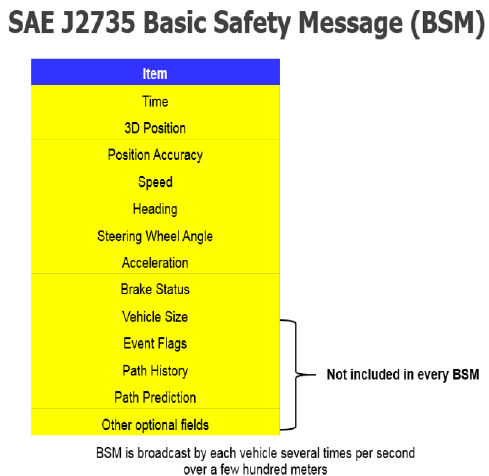 SAE J2735 Basic Safety Message (BSM)
Item
Time
3D Position
Position Accuracy
Speed
Heading
Steering Wheel Angle
Acceleration
Brake Status
Vehicle Size
Event Flags
Path History
Path Prediction
Other optional fields
Not included in every BSM
BSM is broadcast by each vehicle several times per second
over a few hundred meters